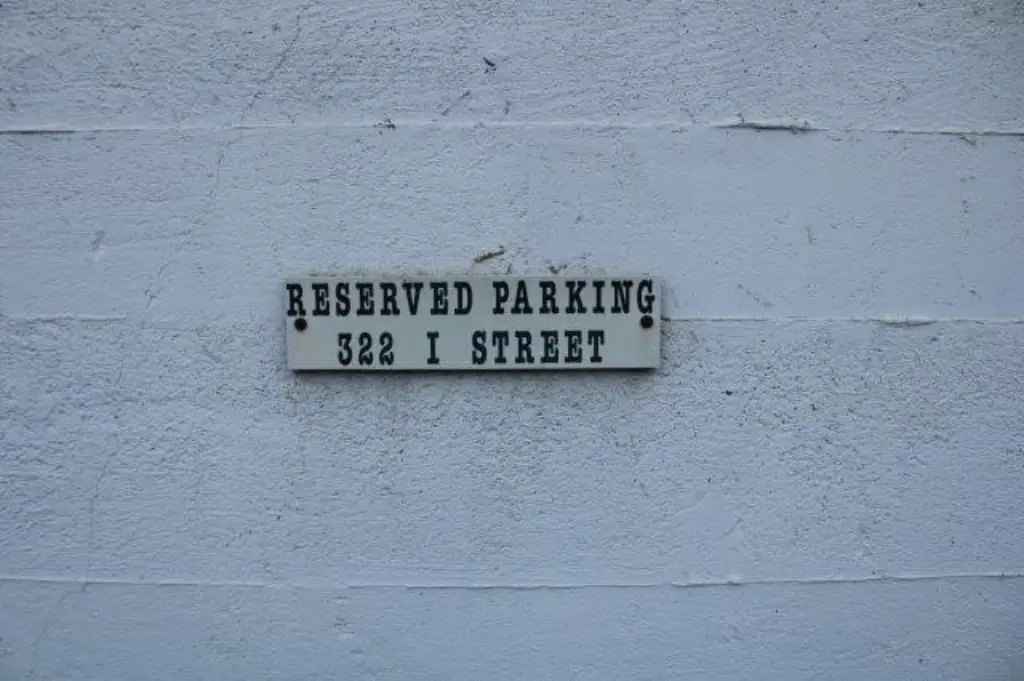 RESERVED PARKING
322 I STREET